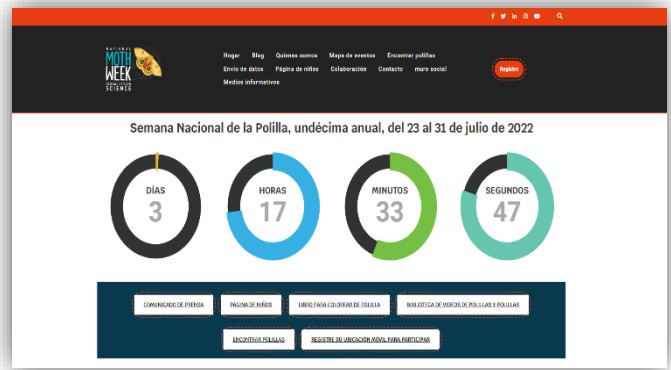 NATIONAL
MOTH
WEEK
SCIENCE
Hogar Blog Quienes somos Mapa de eventos Encontrar polillas
Envío de datos Página de niños Colaboración Contacto muro social
Medios informativos
Registro
Semana Nacional de la Polilla, undécima anual, del 23 al 31 de julio de 2022
DÍAS
3
HORAS
17
MINUTOS
33
SEGUNDOS
47
COMUNICADO DE PRENSA PÁGINA DE NIÑOS LIBRO PARA COLOREAR DE POLILLA BIBLIOTECA DE VIDEOS DE POLILLAS Y POLILLAS
ENCONTRAR POLILLAS REGISTRE SU UBICACIÓN MÓVIL PARA PARTICIPAR